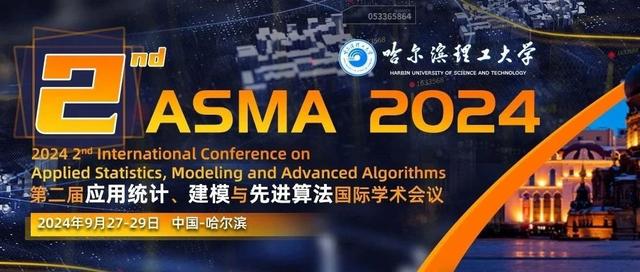 053365864
2nd
哈尔滨理工大学
HARBIN UNIVERSITY OF SCIENCE AND TECHNOLOGY
ASMA 2024
2024 2nd International Conference on
Applied Statistics, Modeling and Advanced Algorithms
第二届应用统计、建模与先进算法国际学术会议
2024年9月27-29日 中国-哈尔滨